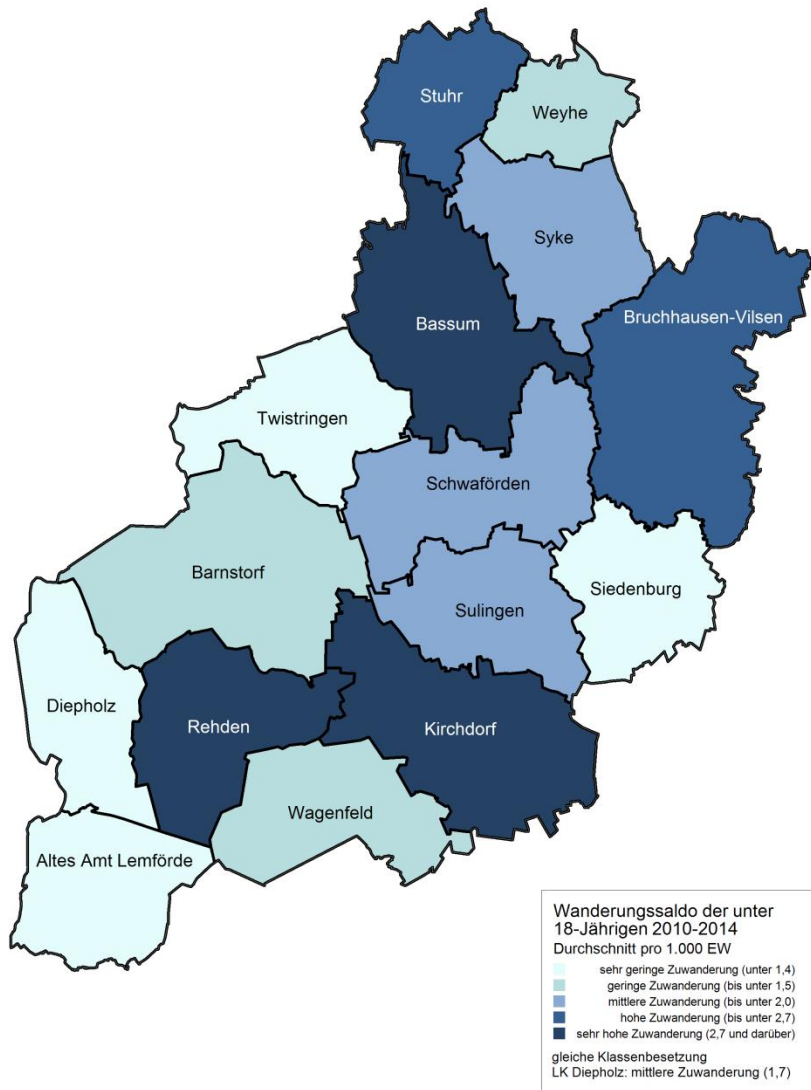 Stuhr
Weyhe
Syke
Bassum
Bruchhausen-Vilsen
Twistringen
Schwaförden
Barnstorf
Siedenburg
Sulingen
Diepholz
Rehden
Kirchdorf
Wagenfeld
Altes Amt Lemförde
Wanderungssaldo der unter
18-Jährigen 2010-2014
Durchschnitt pro 1.000 EW
sehr geringe Zuwanderung (unter 1,4)
geringe Zuwanderung (bis unter 1,5)
mittlere Zuwanderung (bis unter 2,0)
hohe Zuwanderung (bis unter 2,7)
sehr hohe Zuwanderung (2,7 und darüber)
gleiche Klassenbesetzung
LK Diepholz: mittlere Zuwanderung (1,7)